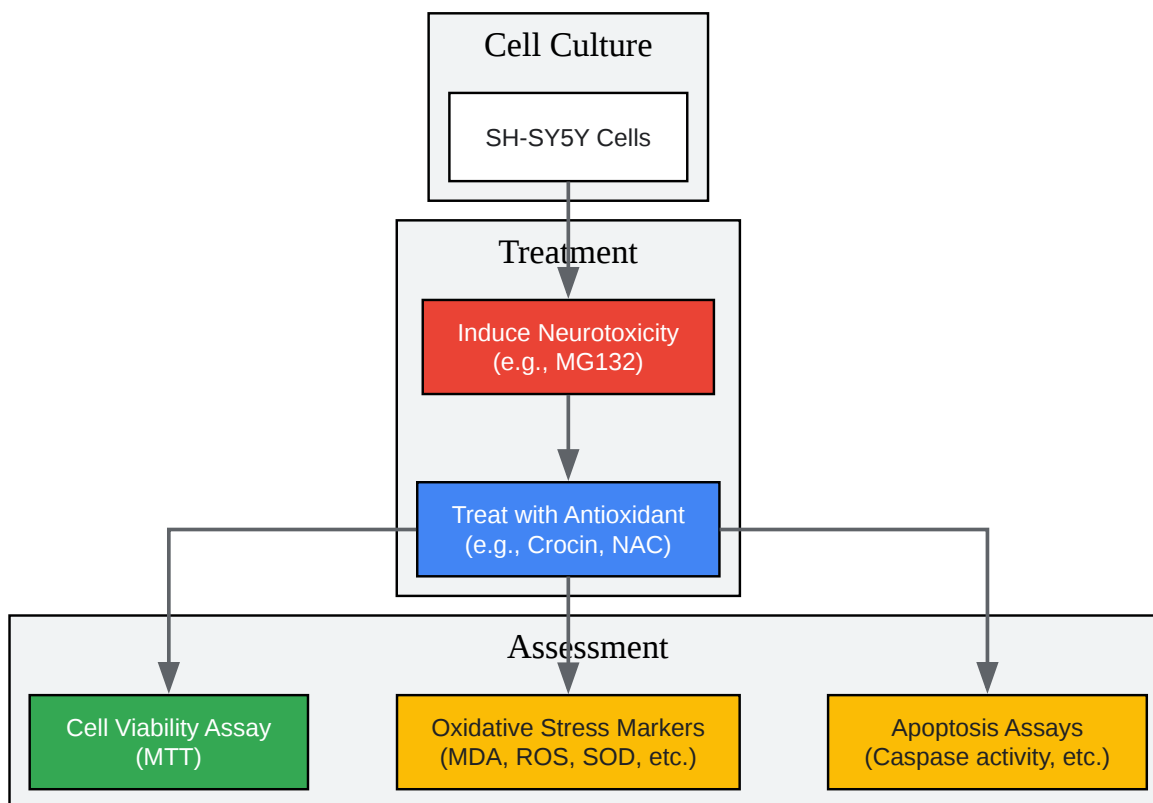 Cell Culture
SH-SY5Y Cells
Treatment
Induce Neurotoxicity
(e.g., MG132)
Treat with Antioxidant
(e.g., Crocin, NAC)
Assessment
Cell Viability Assay
(MTT)
Oxidative Stress Markers
(MDA, ROS, SOD, etc.)
Apoptosis Assays
(Caspase activity, etc.)